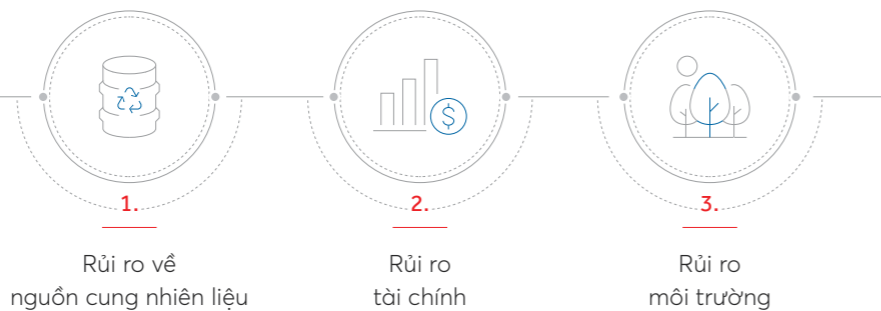 $
1.
Rủi ro về
nguồn cung nhiên liệu
2.
Rủi ro
tài chính
3.
Rủi ro
môi trường